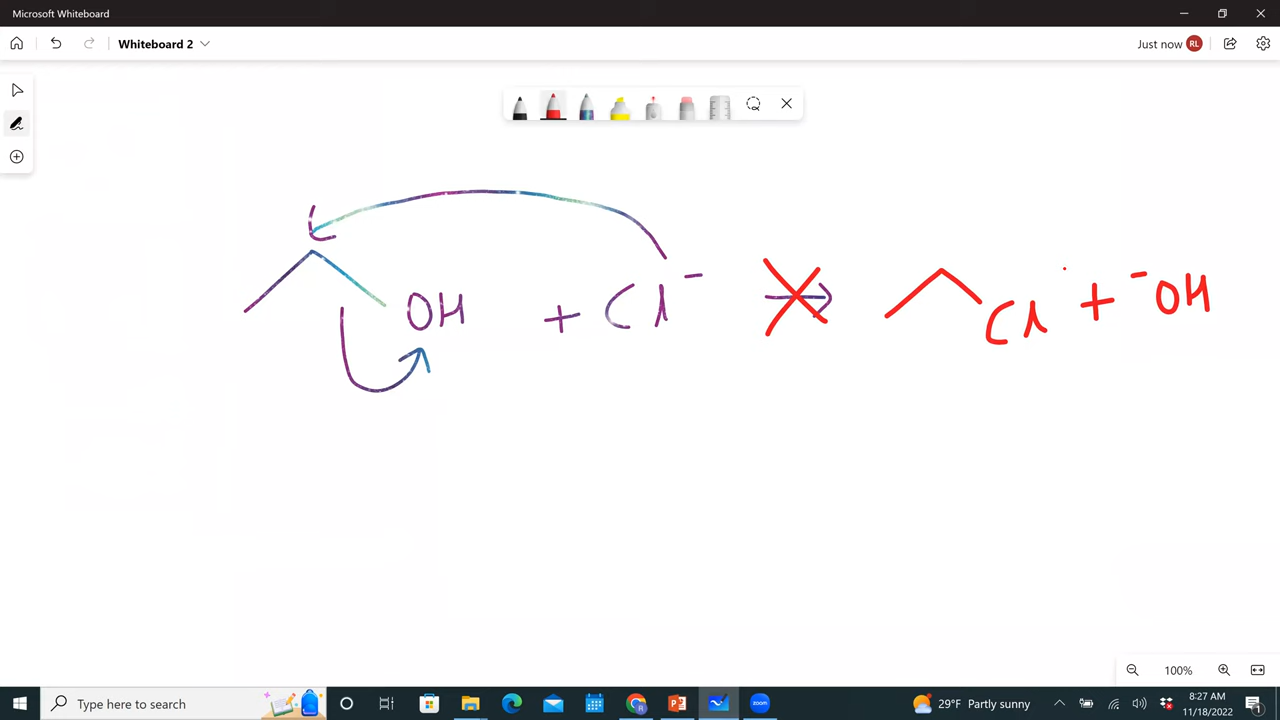 Microsoft Whiteboard
Whiteboard 2
Just now RL
OH + Cl⁻ Cl + ⁻OH
100%
Type here to search
29°F Partly sunny
8:27 AM
11/18/2022
1